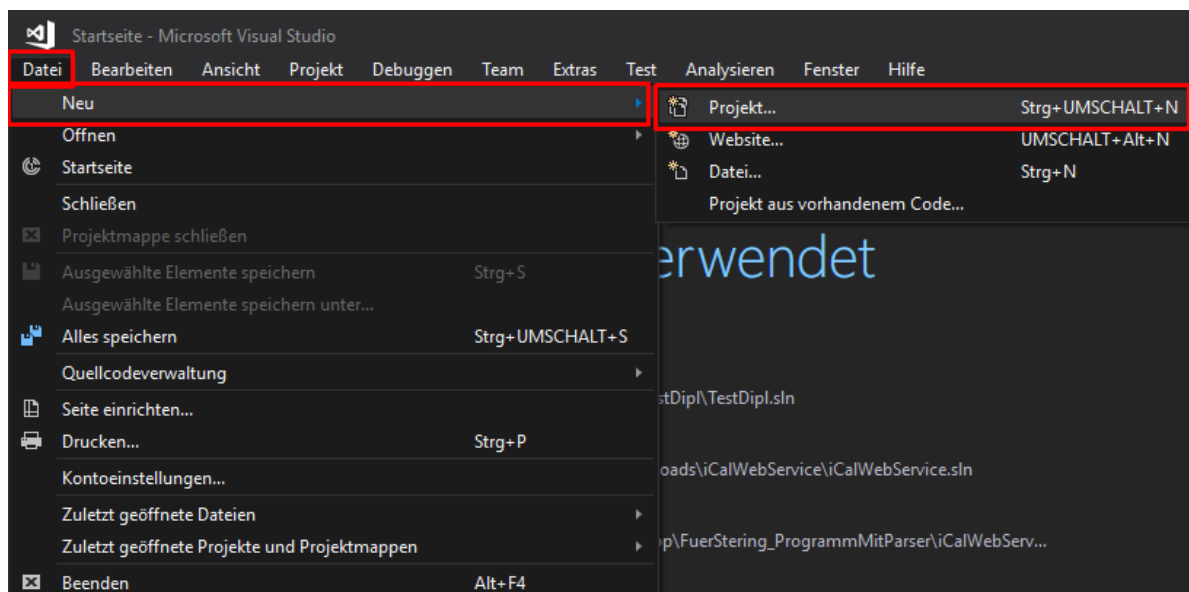 Startseite - Microsoft Visual Studio
Datei Bearbeiten Ansicht Projekt Debuggen Team Extras Test Analysieren Fenster Hilfe
Neu
Öffnen
Startseite
Schließen
Projektmappe schließen
Ausgewählte Elemente speichern Strg+S
Ausgewählte Elemente speichern unter...
Alles speichern Strg+UMSCHALT+S
Quellcodeverwaltung
Seite einrichten...
Drucken... Strg+P
Kontoeinstellungen...
Zuletzt geöffnete Dateien
Zuletzt geöffnete Projekte und Projektmappen
Beenden Alt+F4
Projekt... Strg+UMSCHALT+N
Website... UMSCHALT+Alt+N
Datei... Strg+N
Projekt aus vorhandenem Code...
erwendet
stDipl\TestDipl.sln
oads\iCalWebService\iCalWebService.sln
op\FuerStering_ProgrammMitParser\iCalWebServ...